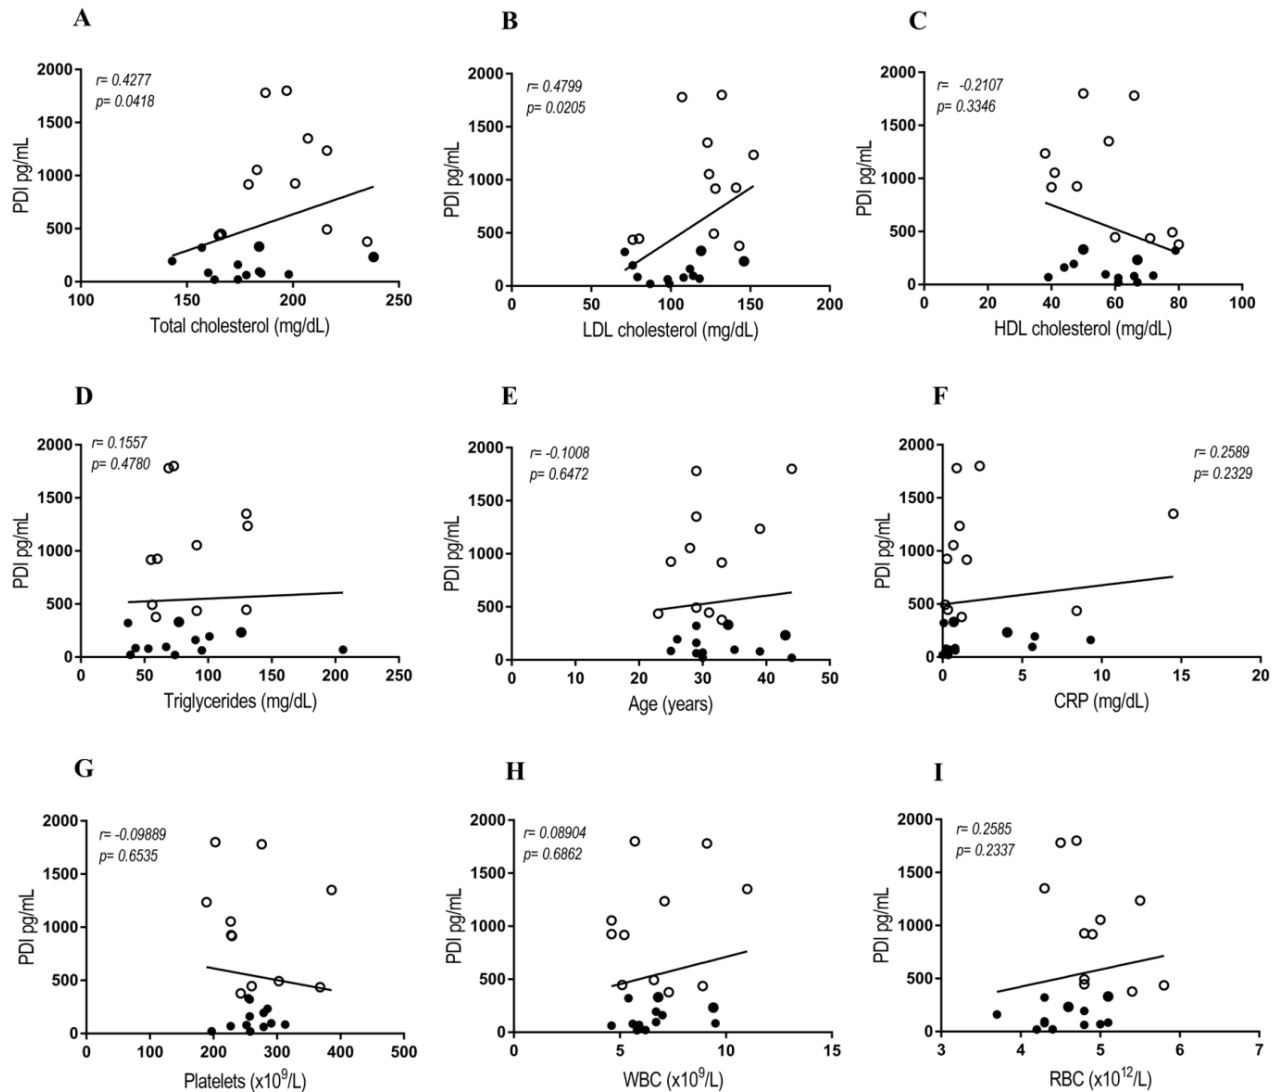 A
r= 0.4277
p= 0.0418
2000
1500
1000
500
0
PDI pg/mL
100
150
200
250
Total cholesterol (mg/dL)
B
r= 0.4799
p= 0.0205
2000
1500
1000
500
0
PDI pg/mL
0
50
100
150
200
LDL cholesterol (mg/dL)
C
r= -0.2107
p= 0.3346
2000
1500
1000
500
0
PDI pg/mL
0
20
40
60
80
100
HDL cholesterol (mg/dL)
D
r= 0.1557
p= 0.4780
2000
1500
1000
500
0
PDI pg/mL
0
50
100
150
200
250
Triglycerides (mg/dL)
E
r= -0.1008
p= 0.6472
2000
1500
1000
500
0
PDI pg/mL
0
10
20
30
40
50
Age (years)
F
r= 0.2589
p= 0.2329
2000
1500
1000
500
0
PDI pg/mL
0
5
10
15
20
CRP (mg/dL)
G
r= -0.09889
p= 0.6535
2000
1500
1000
500
0
PDI pg/mL
0
100
200
300
400
500
Platelets (x10⁹/L)
H
r= 0.08904
p= 0.6862
2000
1500
1000
500
0
PDI pg/mL
0
5
10
15
WBC (x10⁹/L)
I
r= 0.2585
p= 0.2337
2000
1500
1000
500
0
PDI pg/mL
3
4
5
6
7
RBC (x10¹²/L)